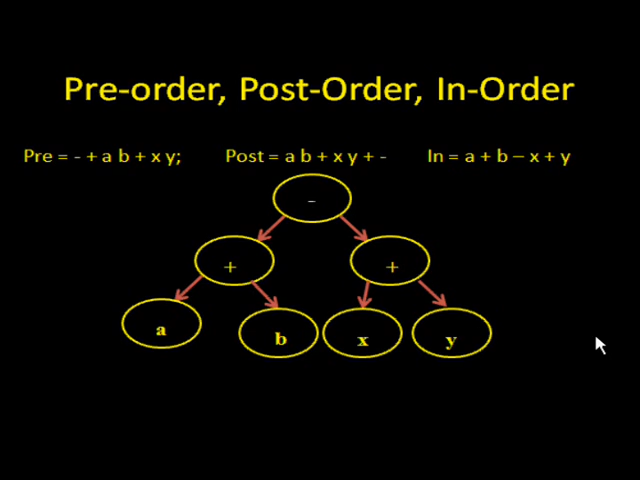 Pre-order, Post-Order, In-Order
Pre = - + a b + x y; Post = a b + x y + - In = a + b – x + y
-
+ +
a b x y